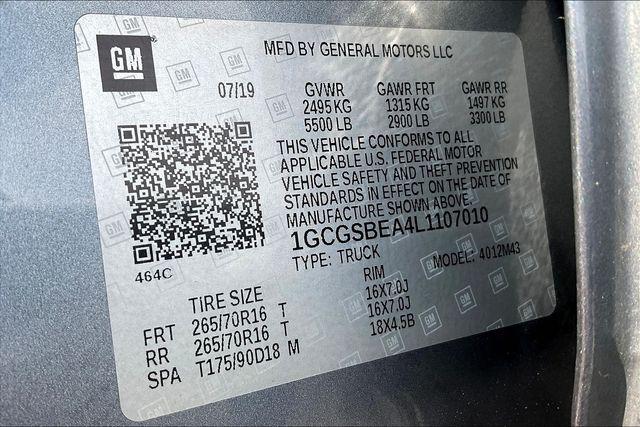 GM
MFD BY GENERAL MOTORS LLC
07/19
GVWR GAWR FRT GAWR RR
2495 KG 1315 KG 1497 KG
5500 LB 2900 LB 3300 LB
THIS VEHICLE CONFORMS TO ALL
APPLICABLE U.S. FEDERAL MOTOR
VEHICLE SAFETY AND THEFT PREVENTION
STANDARDS IN EFFECT ON THE DATE OF
MANUFACTURE SHOWN ABOVE.
1GCGSBEA4L1107010
464C
TYPE: TRUCK MODEL: 4012M43
TIRE SIZE RIM
FRT 265/70R16 T 16X7.0J
RR 265/70R16 T 16X7.0J
SPA T175/90D18 M 18X4.5B